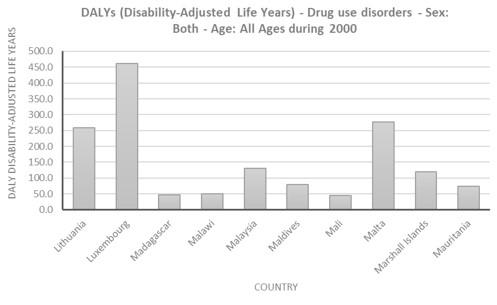 DALYs (Disability-Adjusted Life Years) - Drug use disorders - Sex:
Both - Age: All Ages during 2000
DALY DISABILITY-ADJUSTED LIFE YEARS
500.0
450.0
400.0
350.0
300.0
250.0
200.0
150.0
100.0
50.0
0.0
Lithuania
Luxembourg
Madagascar
Malawi
Malaysia
Maldives
Mali
Malta
Marshall Islands
Mauritania
COUNTRY